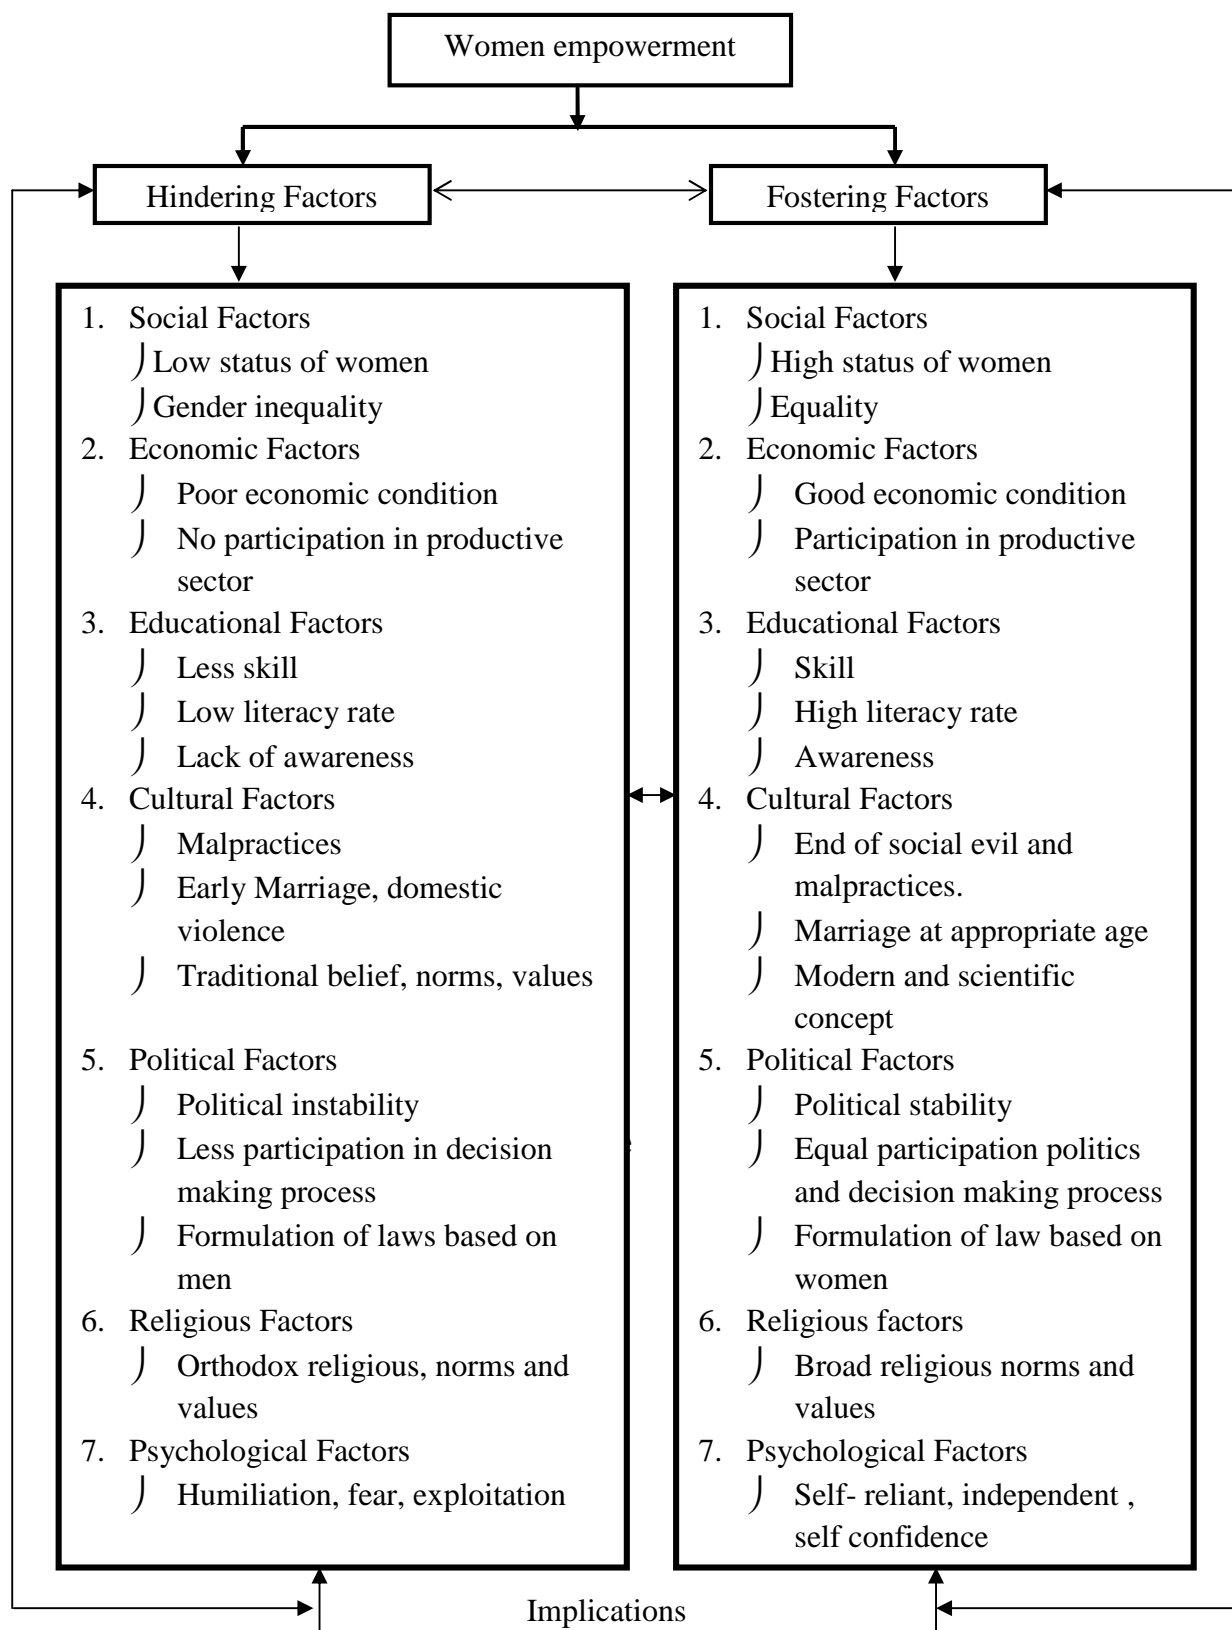 Women empowerment
Hindering Factors
Fostering Factors
1. Social Factors
Low status of women
Gender inequality
2. Economic Factors
Poor economic condition
No participation in productive
sector
3. Educational Factors
Less skill
Low literacy rate
Lack of awareness
4. Cultural Factors
Malpractices
Early Marriage, domestic
violence
Traditional belief, norms, values
5. Political Factors
Political instability
Less participation in decision
making process
Formulation of laws based on
men
6. Religious Factors
Orthodox religious, norms and
values
7. Psychological Factors
Humiliation, fear, exploitation
1. Social Factors
High status of women
Equality
2. Economic Factors
Good economic condition
Participation in productive
sector
3. Educational Factors
Skill
High literacy rate
Awareness
4. Cultural Factors
End of social evil and
malpractices.
Marriage at appropriate age
Modern and scientific
concept
5. Political Factors
Political stability
Equal participation politics
and decision making process
Formulation of law based on
women
6. Religious factors
Broad religious norms and
values
7. Psychological Factors
Self- reliant, independent ,
self confidence
Implications